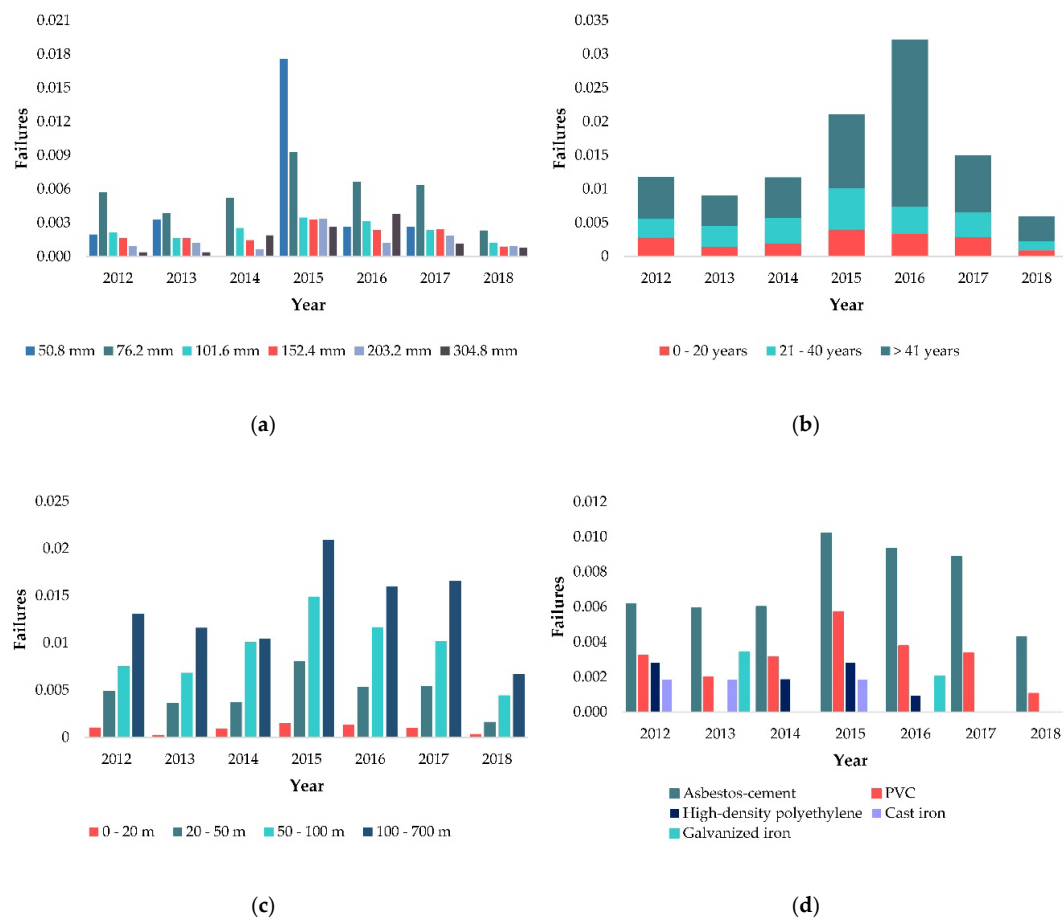 0.021
0.018
0.015
0.012
0.009
0.006
0.003
0.000
Failures
2012 2013 2014 2015 2016 2017 2018
Year
50.8 mm 76.2 mm 101.6 mm 152.4 mm 203.2 mm 304.8 mm
(a)
0.035
0.03
0.025
0.02
0.015
0.01
0.005
0
Failures
2012 2013 2014 2015 2016 2017 2018
Year
0 - 20 years 21 - 40 years > 41 years
(b)
0.025
0.02
0.015
0.01
0.005
0
Failures
2012 2013 2014 2015 2016 2017 2018
Year
0 - 20 m 20 - 50 m 50 - 100 m 100 - 700 m
(c)
0.012
0.010
0.008
0.006
0.004
0.002
0.000
Failures
2012 2013 2014 2015 2016 2017 2018
Year
Asbestos-cement PVC
High-density polyethylene Cast iron
Galvanized iron
(d)